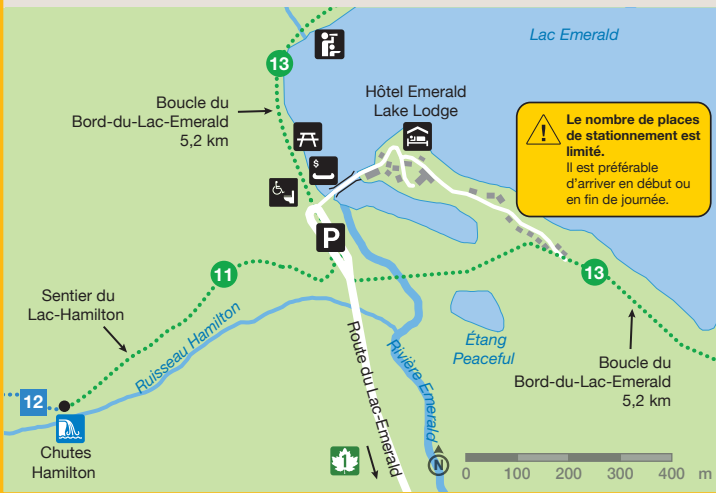 Lac Emerald
13
Boucle du
Bord-du-Lac-Emerald
5,2 km
Hôtel Emerald
Lake Lodge
!
Le nombre de places
de stationnement est
limité.
Il est préférable
d'arriver en début ou
en fin de journée.
$
P
11
13
Sentier du
Lac-Hamilton
Ruisseau Hamilton
Route du Lac-Emerald
Rivière Emerald
Étang
Peaceful
Boucle du
Bord-du-Lac-Emerald
5,2 km
12
Chutes
Hamilton
1
N
0 100 200 300 400 m